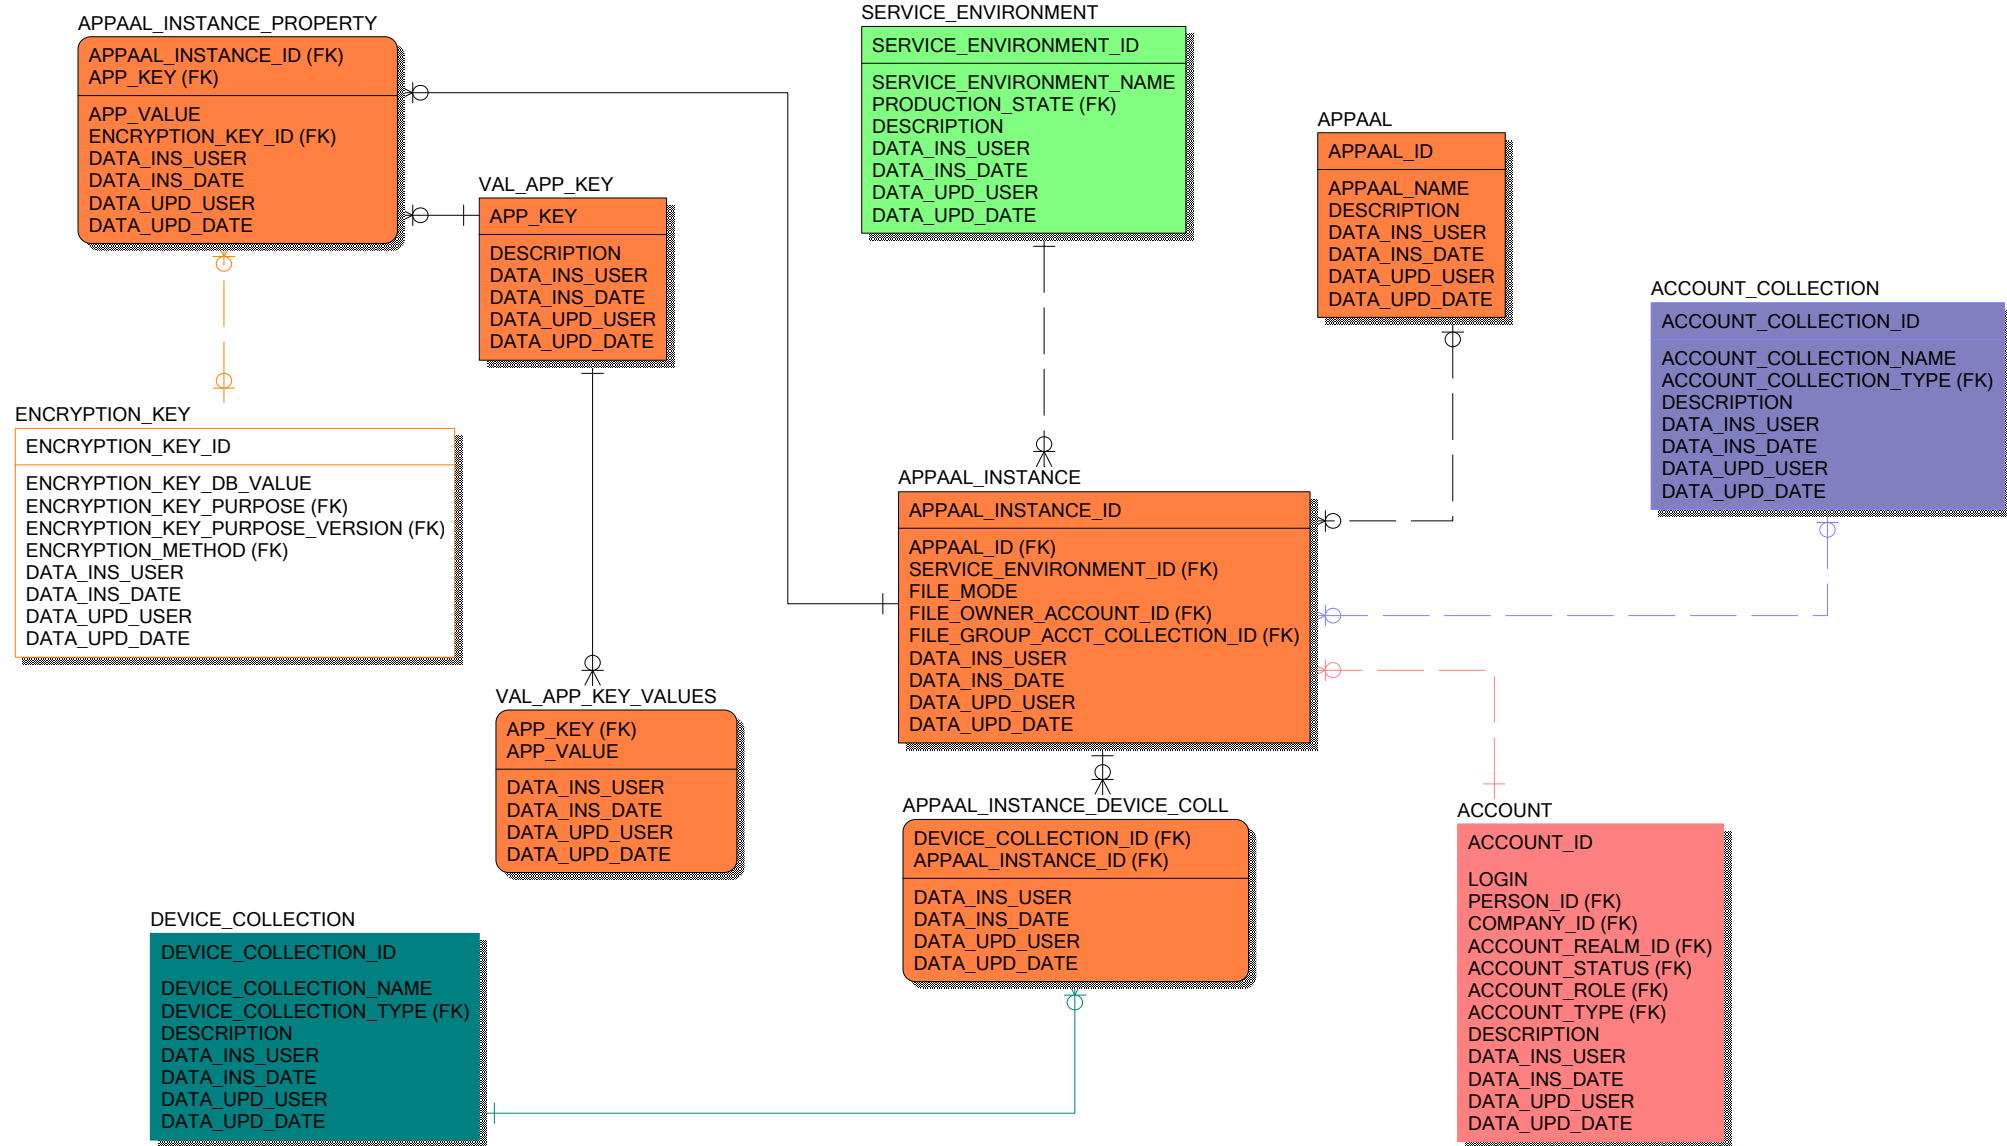 APPAAL_INSTANCE_PROPERTY
APPAAL_INSTANCE_ID (FK)
APP_KEY (FK)
APP_VALUE
ENCRYPTION_KEY_ID (FK)
DATA_INS_USER
DATA_INS_DATE
DATA_UPD_USER
DATA_UPD_DATE
SERVICE_ENVIRONMENT
SERVICE_ENVIRONMENT_ID
SERVICE_ENVIRONMENT_NAME
PRODUCTION_STATE (FK)
DESCRIPTION
DATA_INS_USER
DATA_INS_DATE
DATA_UPD_USER
DATA_UPD_DATE
APPAAL
APPAAL_ID
APPAAL_NAME
DESCRIPTION
DATA_INS_USER
DATA_INS_DATE
DATA_UPD_USER
DATA_UPD_DATE
VAL_APP_KEY
APP_KEY
DESCRIPTION
DATA_INS_USER
DATA_INS_DATE
DATA_UPD_USER
DATA_UPD_DATE
ACCOUNT_COLLECTION
ACCOUNT_COLLECTION_ID
ACCOUNT_COLLECTION_NAME
ACCOUNT_COLLECTION_TYPE (FK)
DESCRIPTION
DATA_INS_USER
DATA_INS_DATE
DATA_UPD_USER
DATA_UPD_DATE
ENCRYPTION_KEY
ENCRYPTION_KEY_ID
ENCRYPTION_KEY_DB_VALUE
ENCRYPTION_KEY_PURPOSE (FK)
ENCRYPTION_KEY_PURPOSE_VERSION (FK)
ENCRYPTION_METHOD (FK)
DATA_INS_USER
DATA_INS_DATE
DATA_UPD_USER
DATA_UPD_DATE
APPAAL_INSTANCE
APPAAL_INSTANCE_ID
APPAAL_ID (FK)
SERVICE_ENVIRONMENT_ID (FK)
FILE_MODE
FILE_OWNER_ACCOUNT_ID (FK)
FILE_GROUP_ACCT_COLLECTION_ID (FK)
DATA_INS_USER
DATA_INS_DATE
DATA_UPD_USER
DATA_UPD_DATE
VAL_APP_KEY_VALUES
APP_KEY (FK)
APP_VALUE
DATA_INS_USER
DATA_INS_DATE
DATA_UPD_USER
DATA_UPD_DATE
APPAAL_INSTANCE_DEVICE_COLL
DEVICE_COLLECTION_ID (FK)
APPAAL_INSTANCE_ID (FK)
DATA_INS_USER
DATA_INS_DATE
DATA_UPD_USER
DATA_UPD_DATE
ACCOUNT
ACCOUNT_ID
LOGIN
PERSON_ID (FK)
COMPANY_ID (FK)
ACCOUNT_REALM_ID (FK)
ACCOUNT_STATUS (FK)
ACCOUNT_ROLE (FK)
ACCOUNT_TYPE (FK)
DESCRIPTION
DATA_INS_USER
DATA_INS_DATE
DATA_UPD_USER
DATA_UPD_DATE
DEVICE_COLLECTION
DEVICE_COLLECTION_ID
DEVICE_COLLECTION_NAME
DEVICE_COLLECTION_TYPE (FK)
DESCRIPTION
DATA_INS_USER
DATA_INS_DATE
DATA_UPD_USER
DATA_UPD_DATE